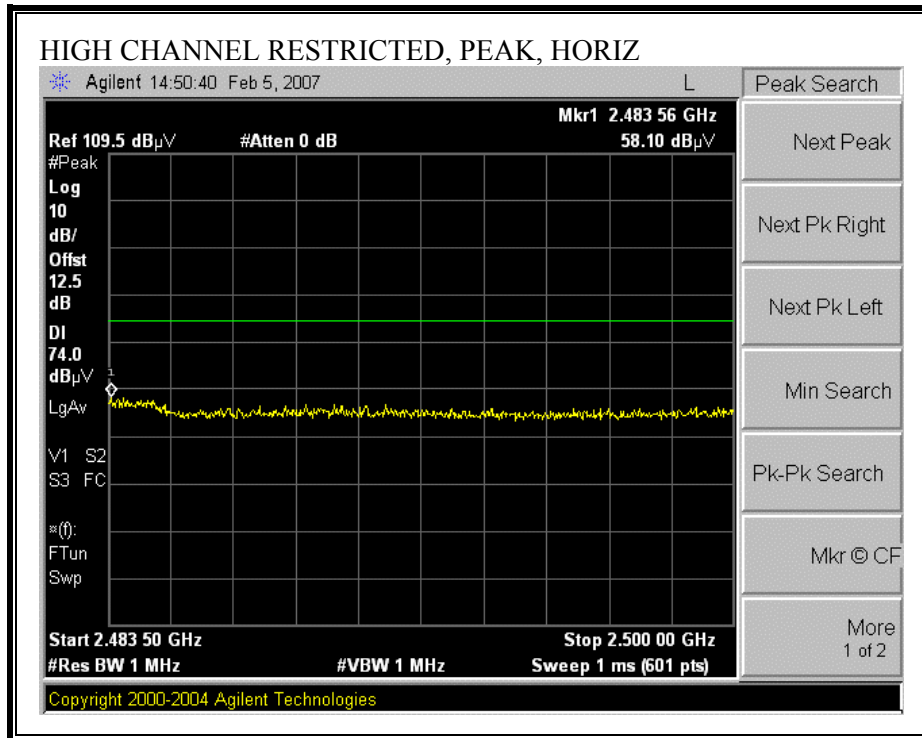 HIGH CHANNEL RESTRICTED, PEAK, HORIZ
Agilent 14:50:40 Feb 5, 2007 L
Peak Search
Mkr1 2.483 56 GHz
Ref 109.5 dBµV #Atten 0 dB 58.10 dBµV
#Peak
Log
10
dB/
Offst
12.5
dB
DI
74.0
dBµV
1
LgAv
V1 S2
S3 FC
¤(f):
FTun
Swp
Start 2.483 50 GHz Stop 2.500 00 GHz
#Res BW 1 MHz #VBW 1 MHz Sweep 1 ms (601 pts)
Copyright 2000-2004 Agilent Technologies
Next Peak
Next Pk Right
Next Pk Left
Min Search
Pk-Pk Search
Mkr © CF
More
1 of 2